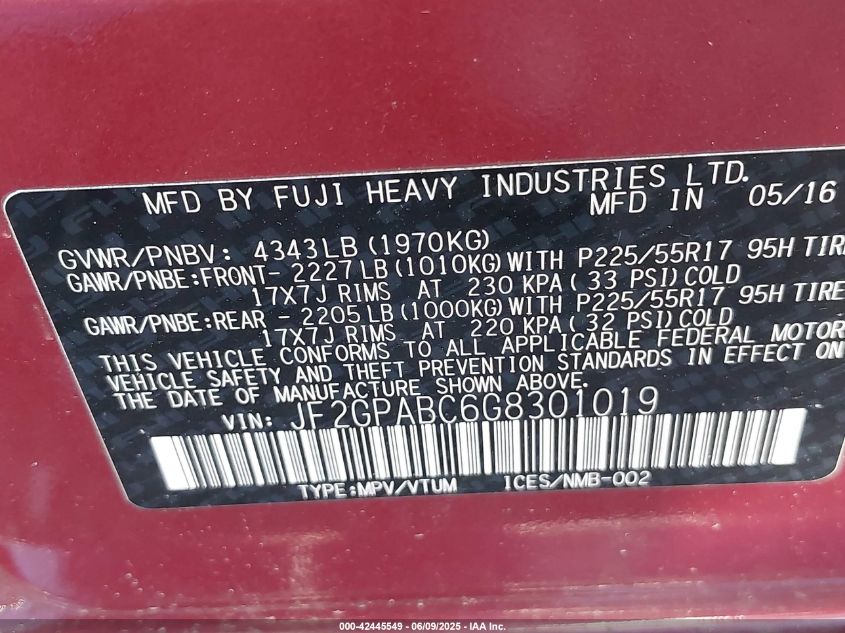 MFD BY FUJI HEAVY INDUSTRIES LTD.
MFD IN 05/16
GVWR/PNBV: 4343LB (1970KG)
GAWR/PNBE:FRONT- 2227LB(1010KG)WITH P225/55R17 95H TIRE
17X7J RIMS AT 230 KPA( 33 PSI)COLD
GAWR/PNBE:REAR - 2205LB(1000KG)WITH P225/55R17 95H TIRE
17X7J RIMS AT 220 KPA( 32 PSI)COLD
THIS VEHICLE CONFORMS TO ALL APPLICABLE FEDERAL MOTOR
VEHICLE SAFETY AND THEFT PREVENTION STANDARDS IN EFFECT ON
THE DATE OF MANUFACTURE SHOWN ABOVE.
VIN: JF2GPABC6G8301019
TYPE:MPV/VTUM ICES/NMB-002
000-42445549 - 06/09/2025 - IAA Inc.